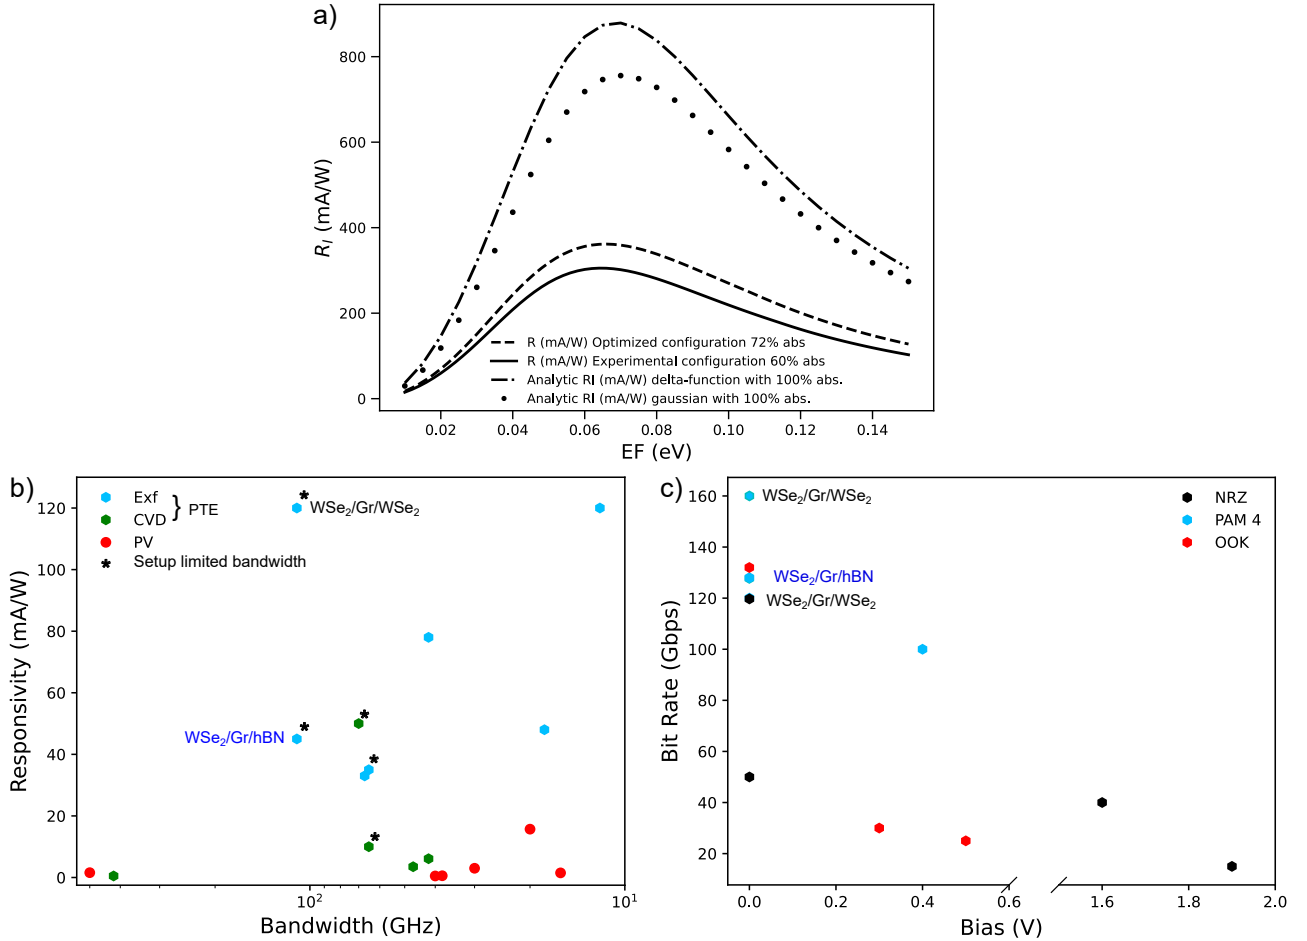 a)
800
600
400
200
0
R_I (mA/W)
R (mA/W) Optimized configuration 72% abs
R (mA/W) Experimental configuration 60% abs
Analytic RI (mA/W) delta-function with 100% abs.
Analytic RI (mA/W) gaussian with 100% abs.
0.02 0.04 0.06 0.08 0.10 0.12 0.14
EF (eV)
b)
Exf
CVD
} PTE
PV
* Setup limited bandwidth
WSe₂/Gr/WSe₂
WSe₂/Gr/hBN
120
100
80
60
40
20
0
Responsivity (mA/W)
10² 10¹
Bandwidth (GHz)
c)
WSe₂/Gr/WSe₂
WSe₂/Gr/hBN
WSe₂/Gr/WSe₂
NRZ
PAM 4
OOK
160
140
120
100
80
60
40
20
Bit Rate (Gbps)
0.0 0.2 0.4 0.6 1.6 1.8 2.0
Bias (V)